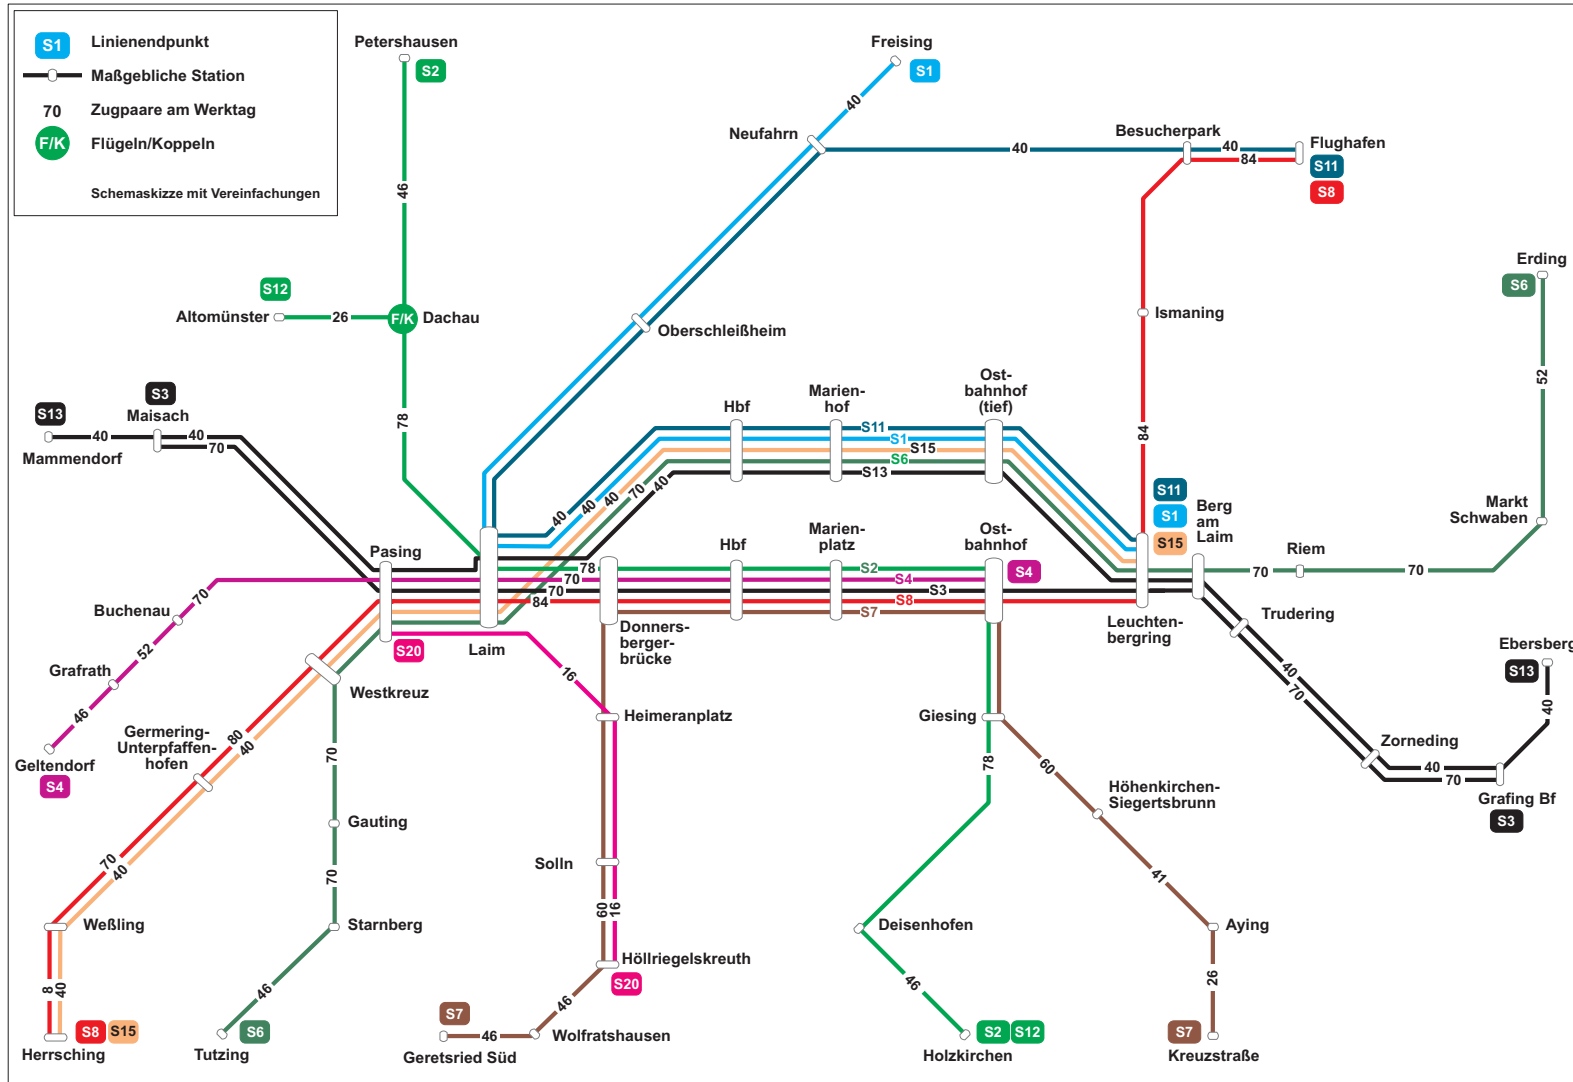 S1 Linienendpunkt
Maßgebliche Station
70 Zugpaare am Werktag
F/K Flügeln/Koppeln
Schemaskizze mit Vereinfachungen
Petershausen
S2
46
Freising
S1
40
Neufahrn
40
Besucherpark
40
84
Flughafen
S11
S8
S12
Altomünster
26
F/K
Dachau
78
Oberschleißheim
Ismaning
84
Erding
S6
52
S13
Mammendorf
40
S3
Maisach
40
70
Hbf
Marien-
hof
Ost-
bahnhof
(tief)
S11
S1
S15
S6
S13
40
40
40
70
40
S11
S1
S15
Berg
am
Laim
Markt
Schwaben
Riem
70
70
Pasing
S20
Laim
78
70
70
84
Hbf
Marien-
platz
Ost-
bahnhof
S4
S2
S4
S3
S8
S7
Donners-
berger-
brücke
Leuchten-
bergring
Trudering
40
70
Ebersberg
S13
40
Zorneding
40
70
Grafing Bf
S3
Buchenau
70
52
Grafrath
46
Geltendorf
S4
Westkreuz
Germering-
Unterpfaffen-
hofen
80
40
70
40
Weßling
8
40
Herrsching
S8
S15
70
Gauting
70
Starnberg
46
Tutzing
S6
16
Heimeranplatz
Solln
60
16
Höllriegelskreuth
S20
46
Wolfratshausen
46
S7
Geretsried Süd
Giesing
78
60
Höhenkirchen-
Siegertsbrunn
41
Deisenhofen
46
Holzkirchen
S2
S12
Aying
26
S7
Kreuzstraße